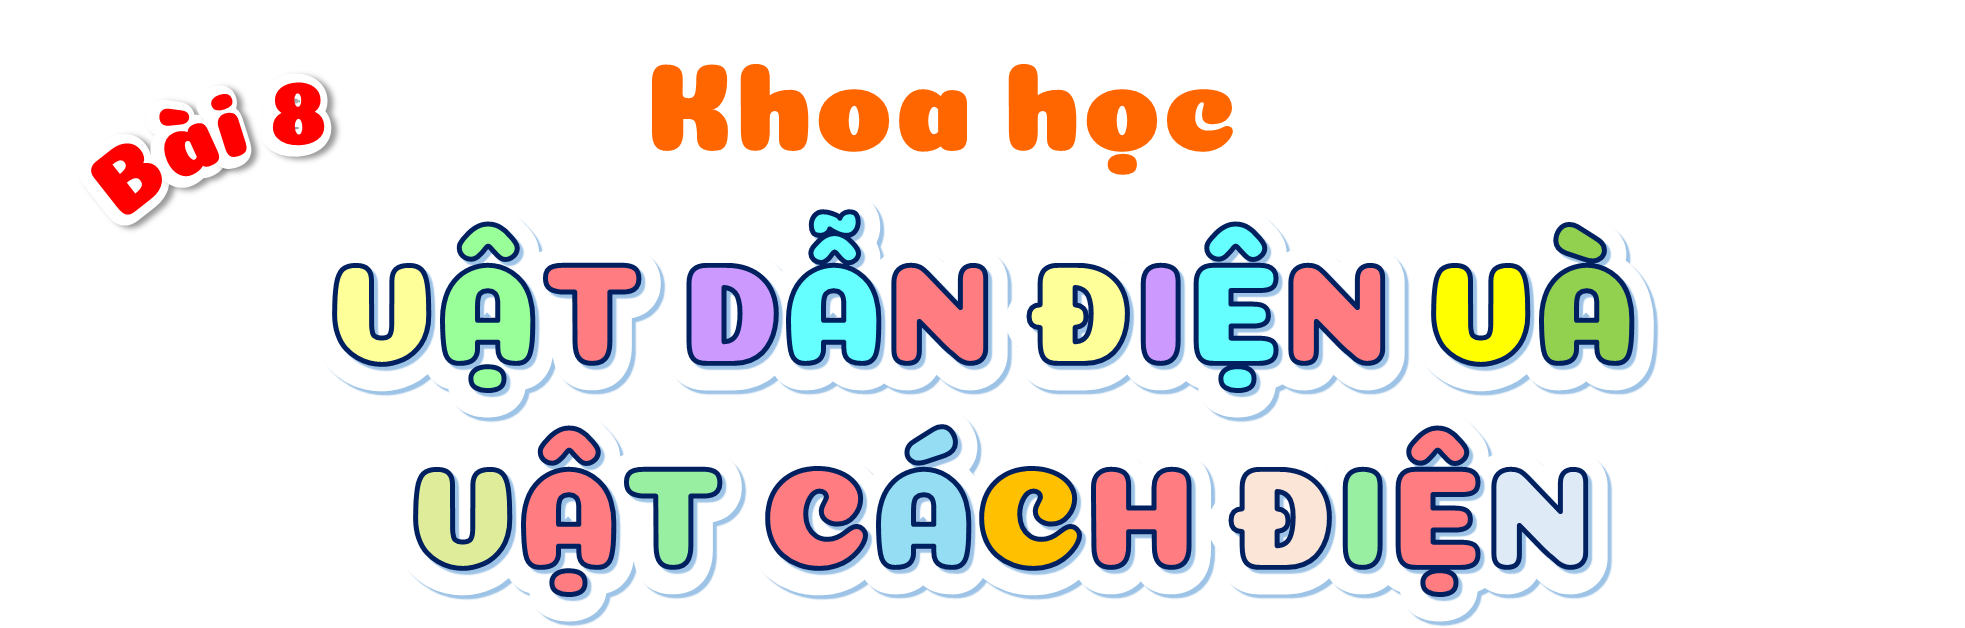 Khoa học
Bài 8
VẬT DẪN ĐIỆN VÀ
VẬT CÁCH ĐIỆN